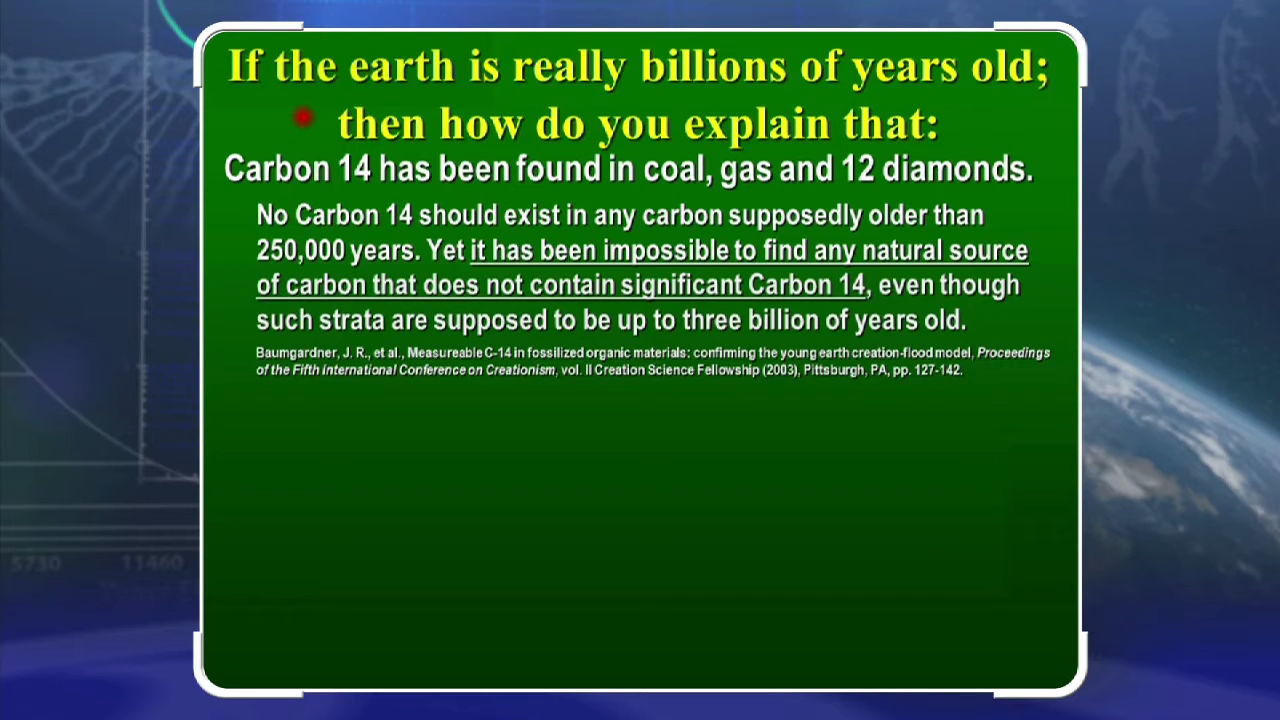 If the earth is really billions of years old;
then how do you explain that:
Carbon 14 has been found in coal, gas and 12 diamonds.
No Carbon 14 should exist in any carbon supposedly older than
250,000 years. Yet it has been impossible to find any natural source
of carbon that does not contain significant Carbon 14, even though
such strata are supposed to be up to three billion of years old.
Baumgardner, J. R., et al., Measureable C-14 in fossilized organic materials: confirming the young earth creation-flood model, Proceedings
of the Fifth International Conference on Creationism, vol. II Creation Science Fellowship (2003), Pittsburgh, PA, pp. 127-142.
5730 11460